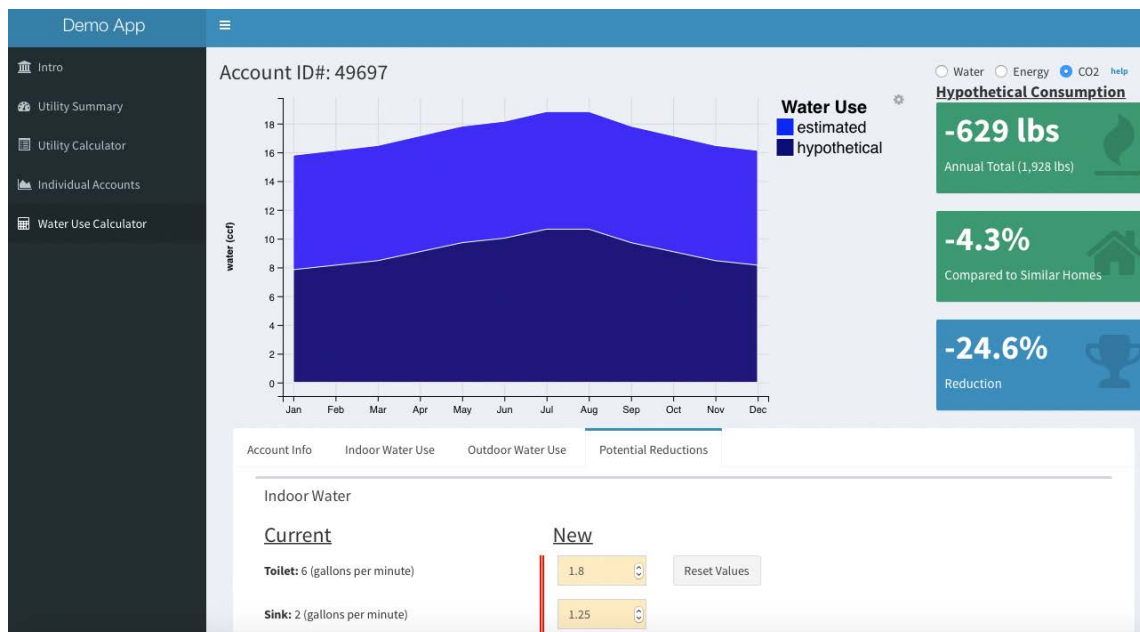 Demo App
Intro
Utility Summary
Utility Calculator
Individual Accounts
Water Use Calculator
Account ID#: 49697
Water Energy CO2 help
Hypothetical Consumption
-629 lbs
Annual Total (1,928 lbs)
-4.3%
Compared to Similar Homes
-24.6%
Reduction
Water Use
estimated
hypothetical
water (ccf)
18
16
14
12
10
8
6
4
2
0
Jan Feb Mar Apr May Jun Jul Aug Sep Oct Nov Dec
Account Info Indoor Water Use Outdoor Water Use Potential Reductions
Indoor Water
Current New
Toilet: 6 (gallons per minute) 1.8 Reset Values
Sink: 2 (gallons per minute) 1.25